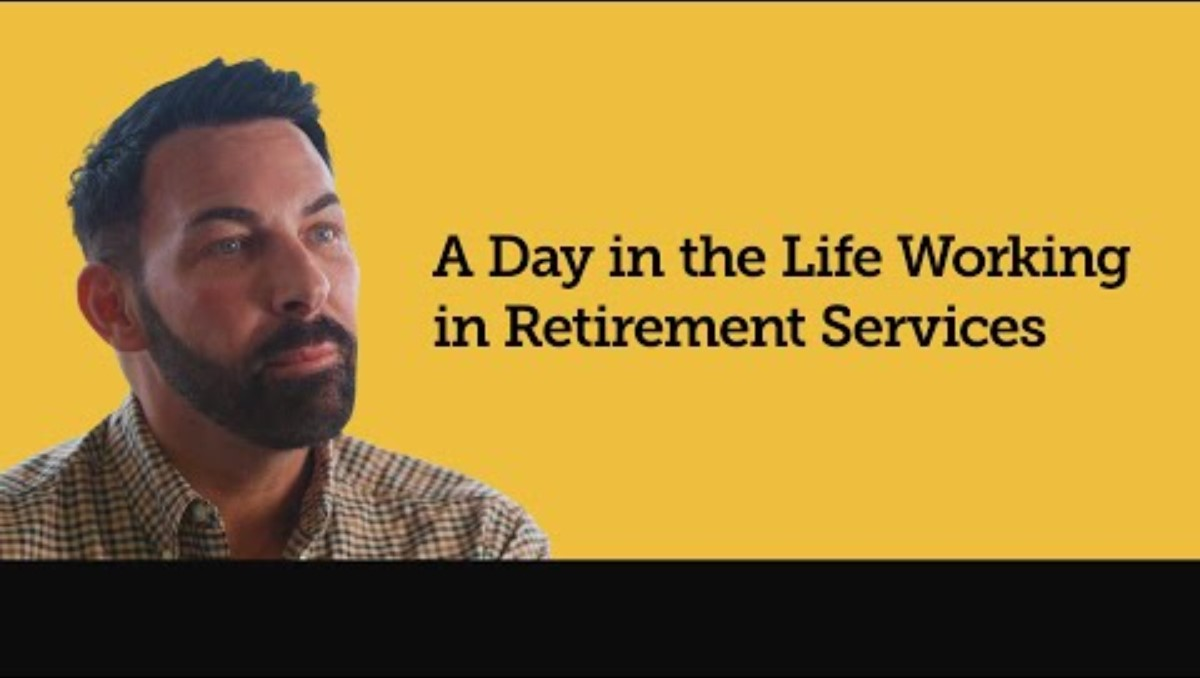 A Day in the Life Working
in Retirement Services